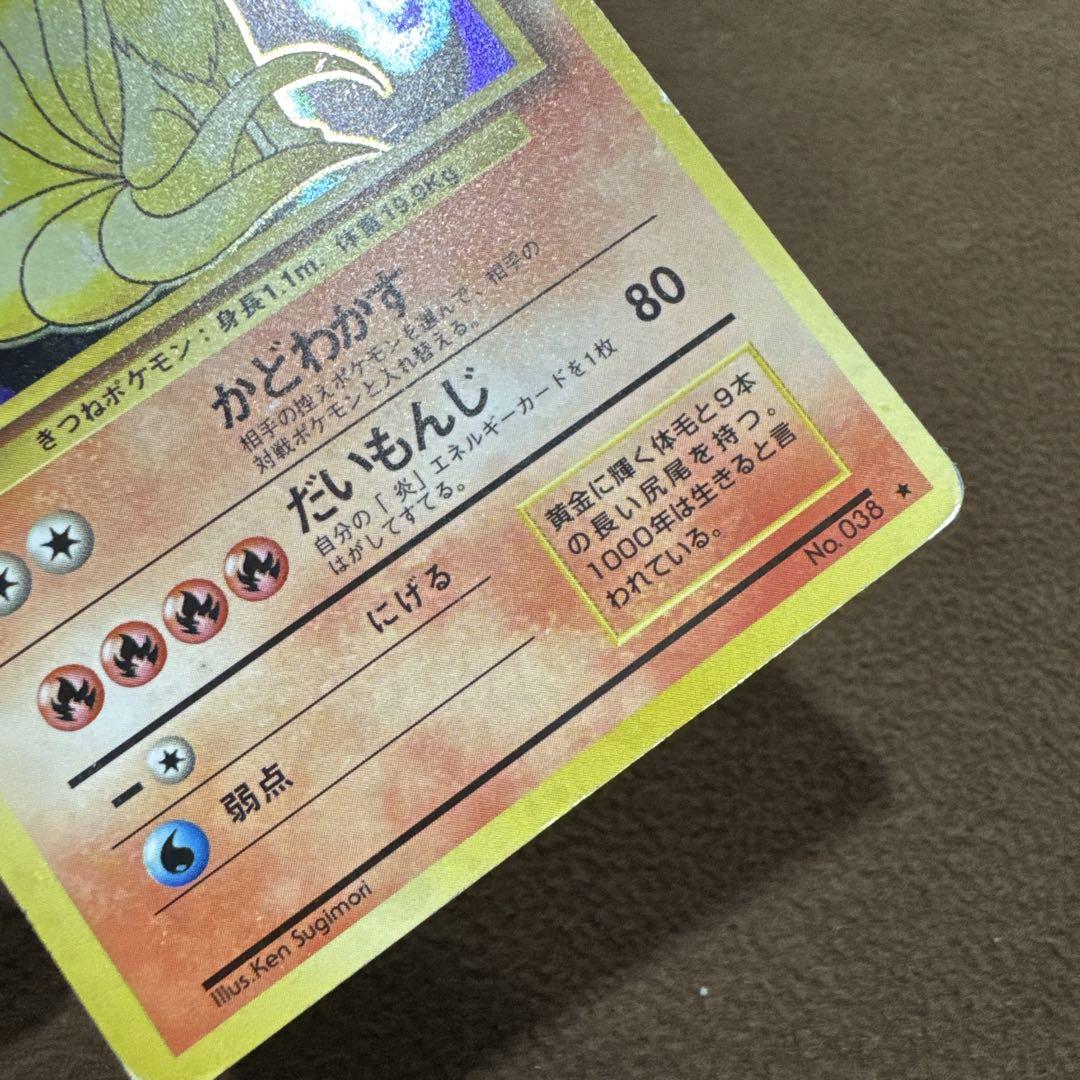 きつねポケモン：身長1.1m. 体重19.9Kg
かどわかす
相手の控えポケモンを選んで、相手の
対戦ポケモンと入れ替える。
だいもんじ 80
自分の「炎」エネルギーカードを1枚
はがしてすてる。
にげる
弱点
黄金に輝く体毛と9本
の長い尻尾を持つ。
1000年は生きると言
われている。
Illus.Ken Sugimori
No.038 ★